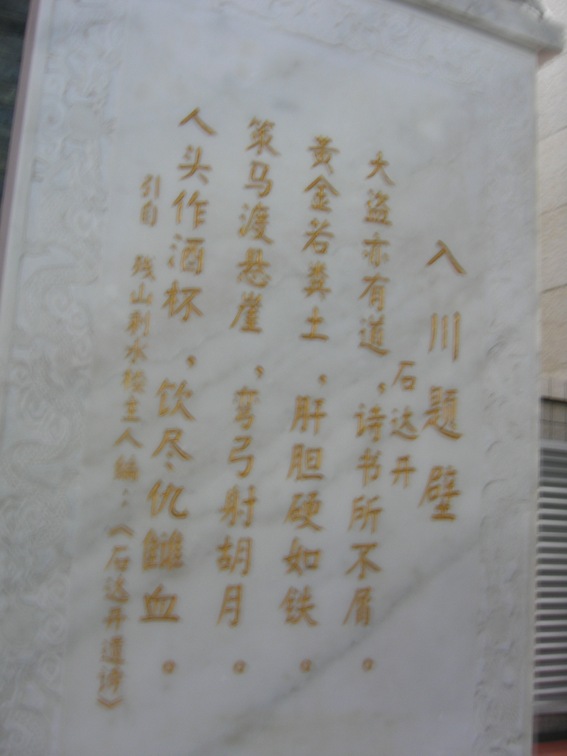 入川题壁
石达开
大盗亦有道，诗书所不屑。
黄金若粪土，肝胆硬如铁。
策马渡悬崖，弯弓射胡月。
人头作酒杯，饮尽仇雠血。
引自 残山剩水楼主人编：《石达开遗诗》